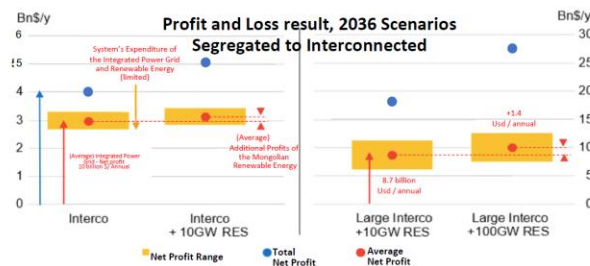 Profit and Loss result, 2036 Scenarios
Segregated to Interconnected
Bn$/y
Bn$/y
6
5
4
3
2
1
0
System's Expenditure of
the Integrated Power Grid
and Renewable Energy
(limited)
(Average) Integrated Power
Grid - Net profit
10 billion $/ Annual
(Average)
Additional Profits of
the Mongolian
Renewable Energy
Interco
Interco
+ 10GW RES
30
25
20
15
10
5
0
+1.4
Usd / annual
8.7 billion
Usd / annual
Large Interco
+10GW RES
Large Interco
+100GW RES
Net Profit Range
Total
Net Profit
Average
Net Profit